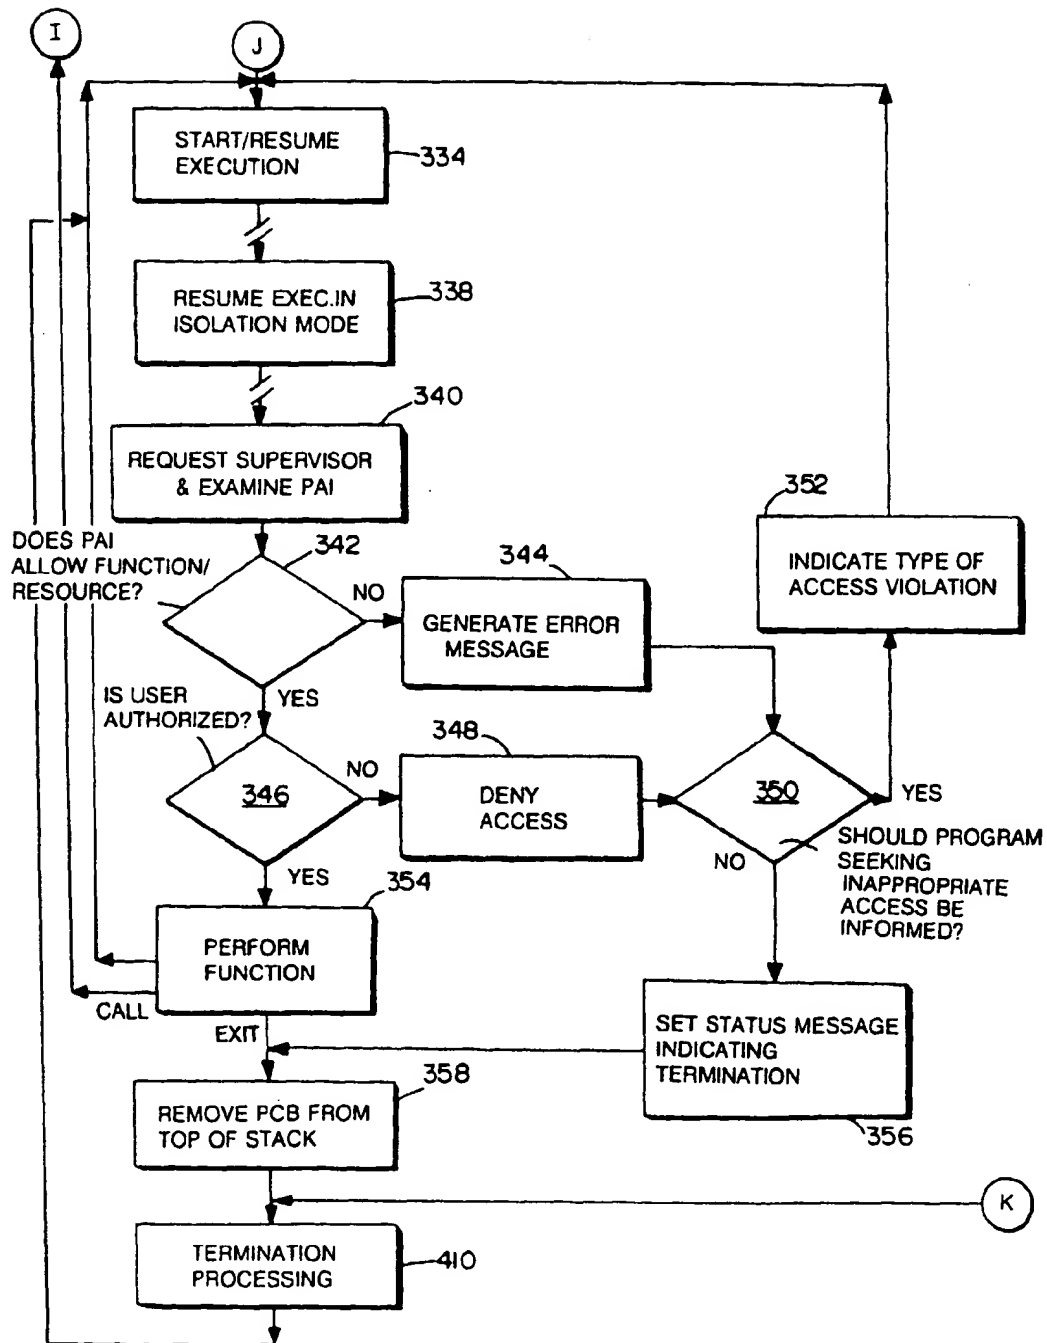 I
J
START/RESUME
EXECUTION
334
RESUME EXEC.IN
ISOLATION MODE
338
340
REQUEST SUPERVISOR
& EXAMINE PAI
352
INDICATE TYPE OF
ACCESS VIOLATION
DOES PAI
ALLOW FUNCTION/
RESOURCE?
342
NO
344
GENERATE ERROR
MESSAGE
YES
IS USER
AUTHORIZED?
346
NO
348
DENY
ACCESS
350
YES
NO
SHOULD PROGRAM
SEEKING
INAPPROPRIATE
ACCESS BE
INFORMED?
YES
354
PERFORM
FUNCTION
CALL
EXIT
SET STATUS MESSAGE
INDICATING
TERMINATION
356
358
REMOVE PCB FROM
TOP OF STACK
K
TERMINATION
PROCESSING
410